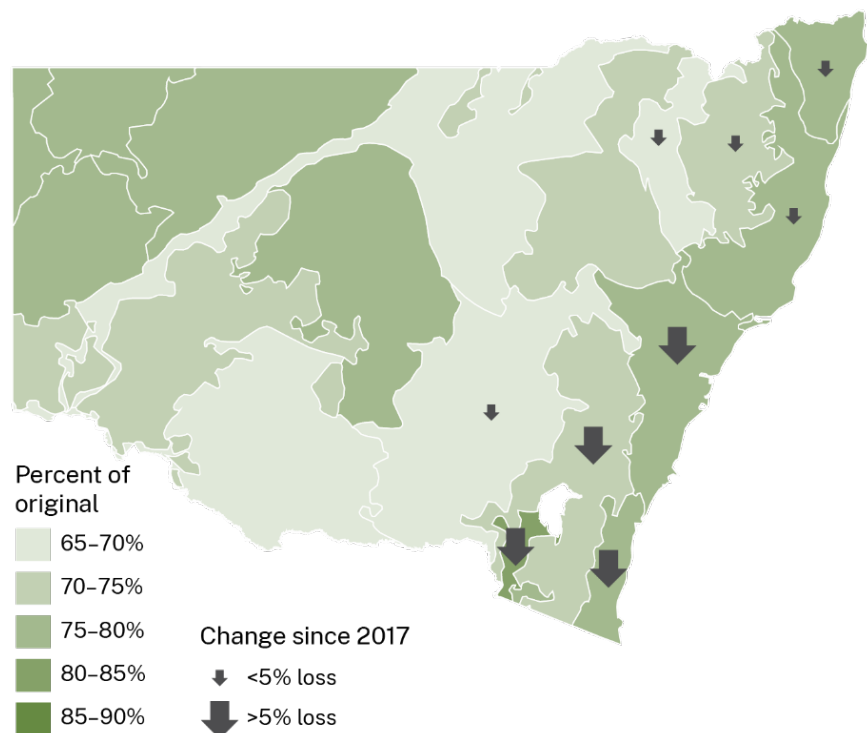 Percent of
original
65–70%
70–75%
75–80%
80–85%
85–90%
Change since 2017
<5% loss
>5% loss